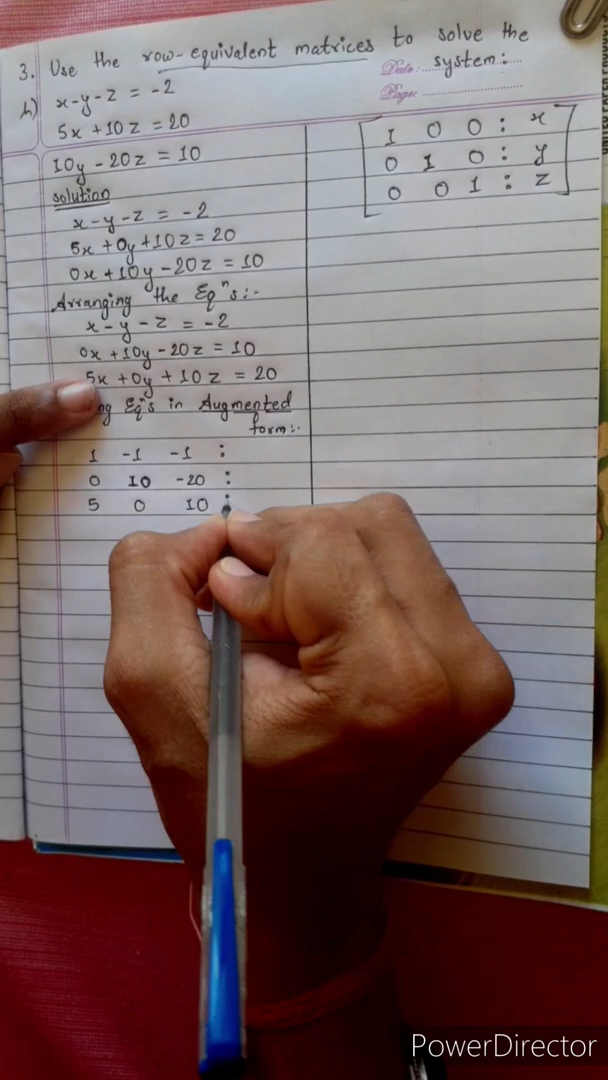 3. Use the row-equivalent matrices to solve the
system:
Date:
Page:
h) x-y-z = -2
5x +10z = 20
10y - 20z = 10
solution
x-y-z = -2
5x + 0y + 10z = 20
0x + 10y - 20z = 10
Arranging the Eqⁿs:-
x - y - z = -2
0x + 10y - 20z = 10
5x + 0y + 10z = 20
Eqⁿs in Augmented
form:-
1 -1 -1 :
0 10 -20 :
5 0 10 :
1 0 0 : x
0 1 0 : y
0 0 1 : z
PowerDirector